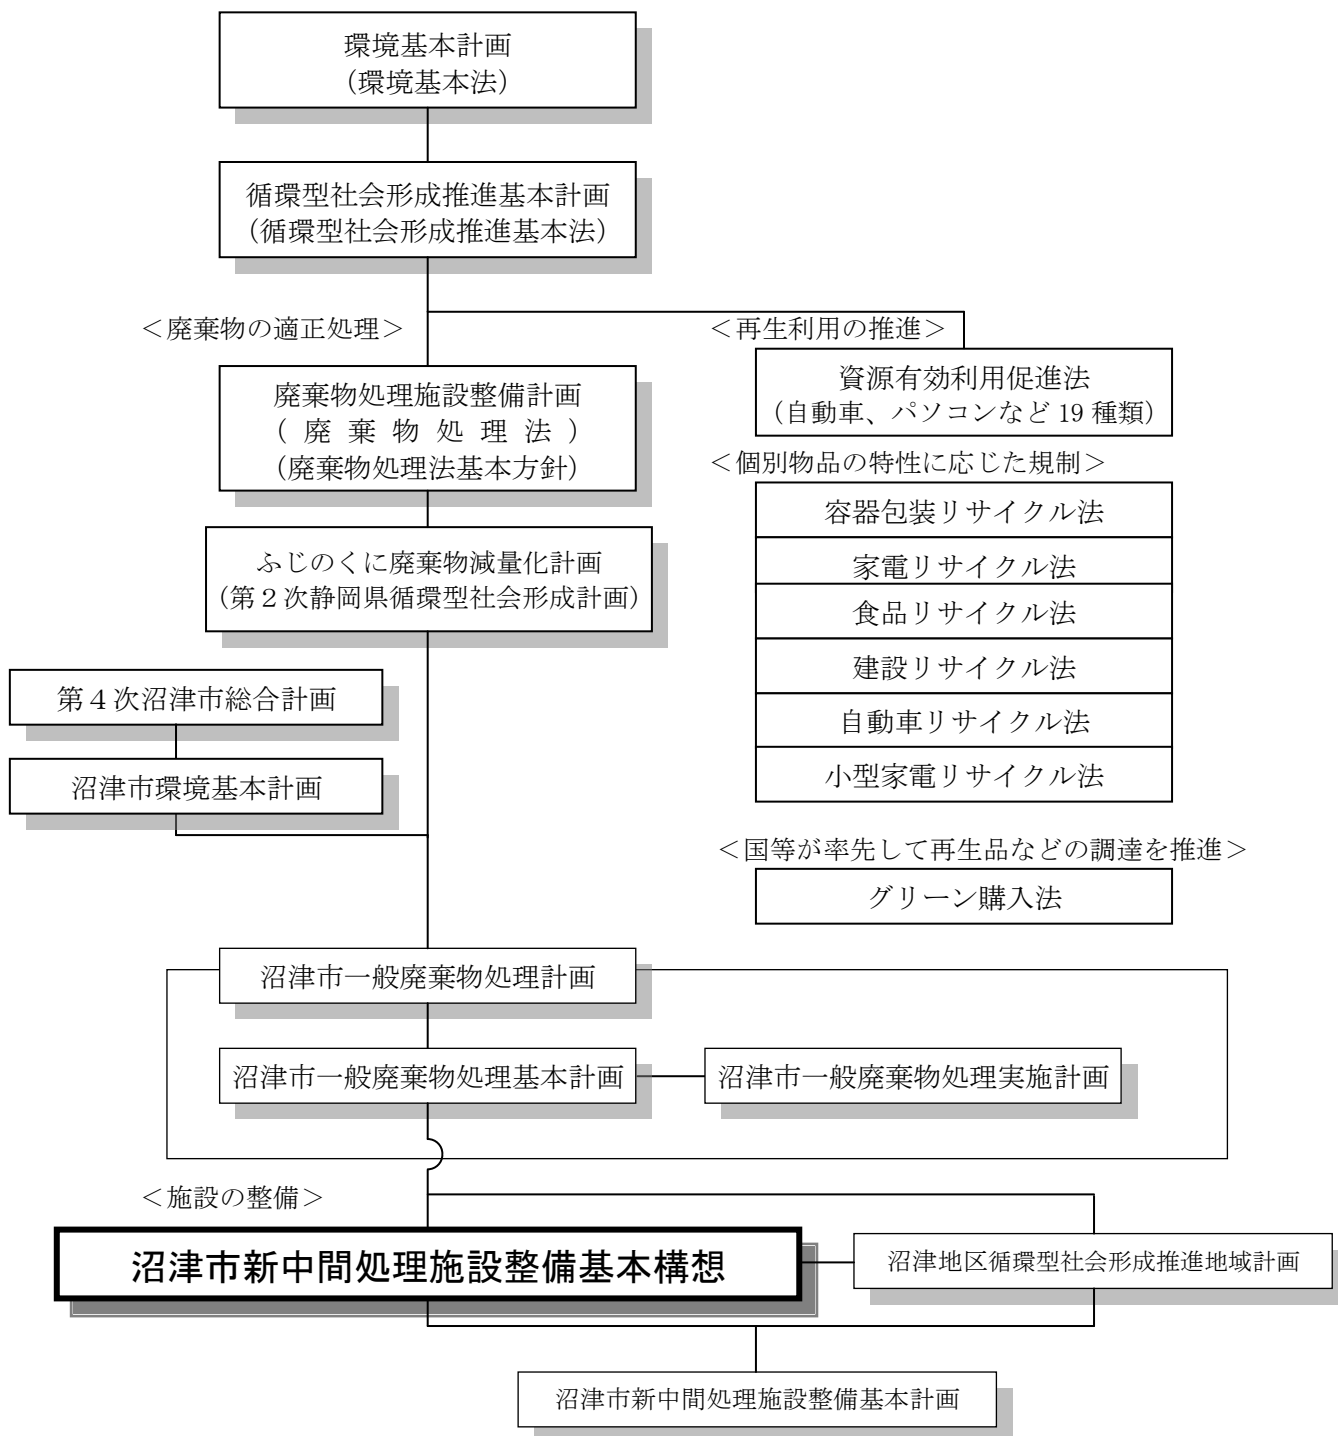 環境基本計画
(環境基本法)
循環型社会形成推進基本計画
(循環型社会形成推進基本法)
<廃棄物の適正処理>
<再生利用の推進>
廃棄物処理施設整備計画
(廃棄物処理法)
(廃棄物処理法基本方針)
資源有効利用促進法
(自動車、パソコンなど 19 種類)
<個別物品の特性に応じた規制>
容器包装リサイクル法
家電リサイクル法
食品リサイクル法
建設リサイクル法
自動車リサイクル法
小型家電リサイクル法
ふじのくに廃棄物減量化計画
(第2次静岡県循環型社会形成計画)
第4次沼津市総合計画
沼津市環境基本計画
<国等が率先して再生品などの調達を推進>
グリーン購入法
沼津市一般廃棄物処理計画
沼津市一般廃棄物処理基本計画
沼津市一般廃棄物処理実施計画
<施設の整備>
沼津市新中間処理施設整備基本構想
沼津地区循環型社会形成推進地域計画
沼津市新中間処理施設整備基本計画